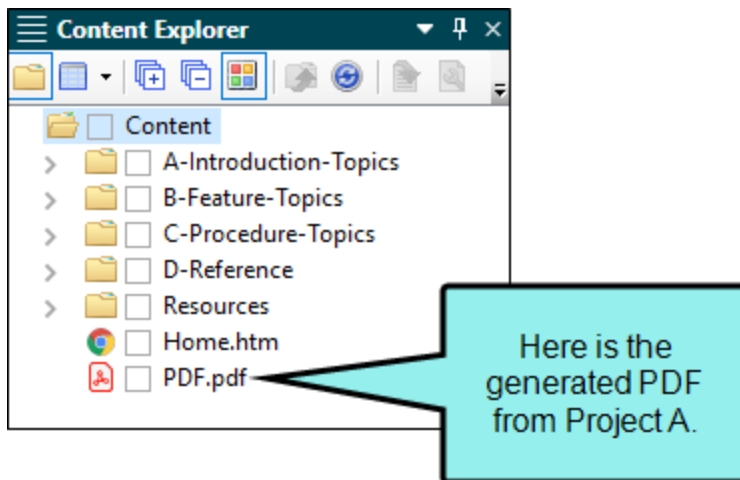 Content Explorer
Content
A-Introduction-Topics
B-Feature-Topics
C-Procedure-Topics
D-Reference
Resources
Home.htm
PDF.pdf
Here is the
generated PDF
from Project A.